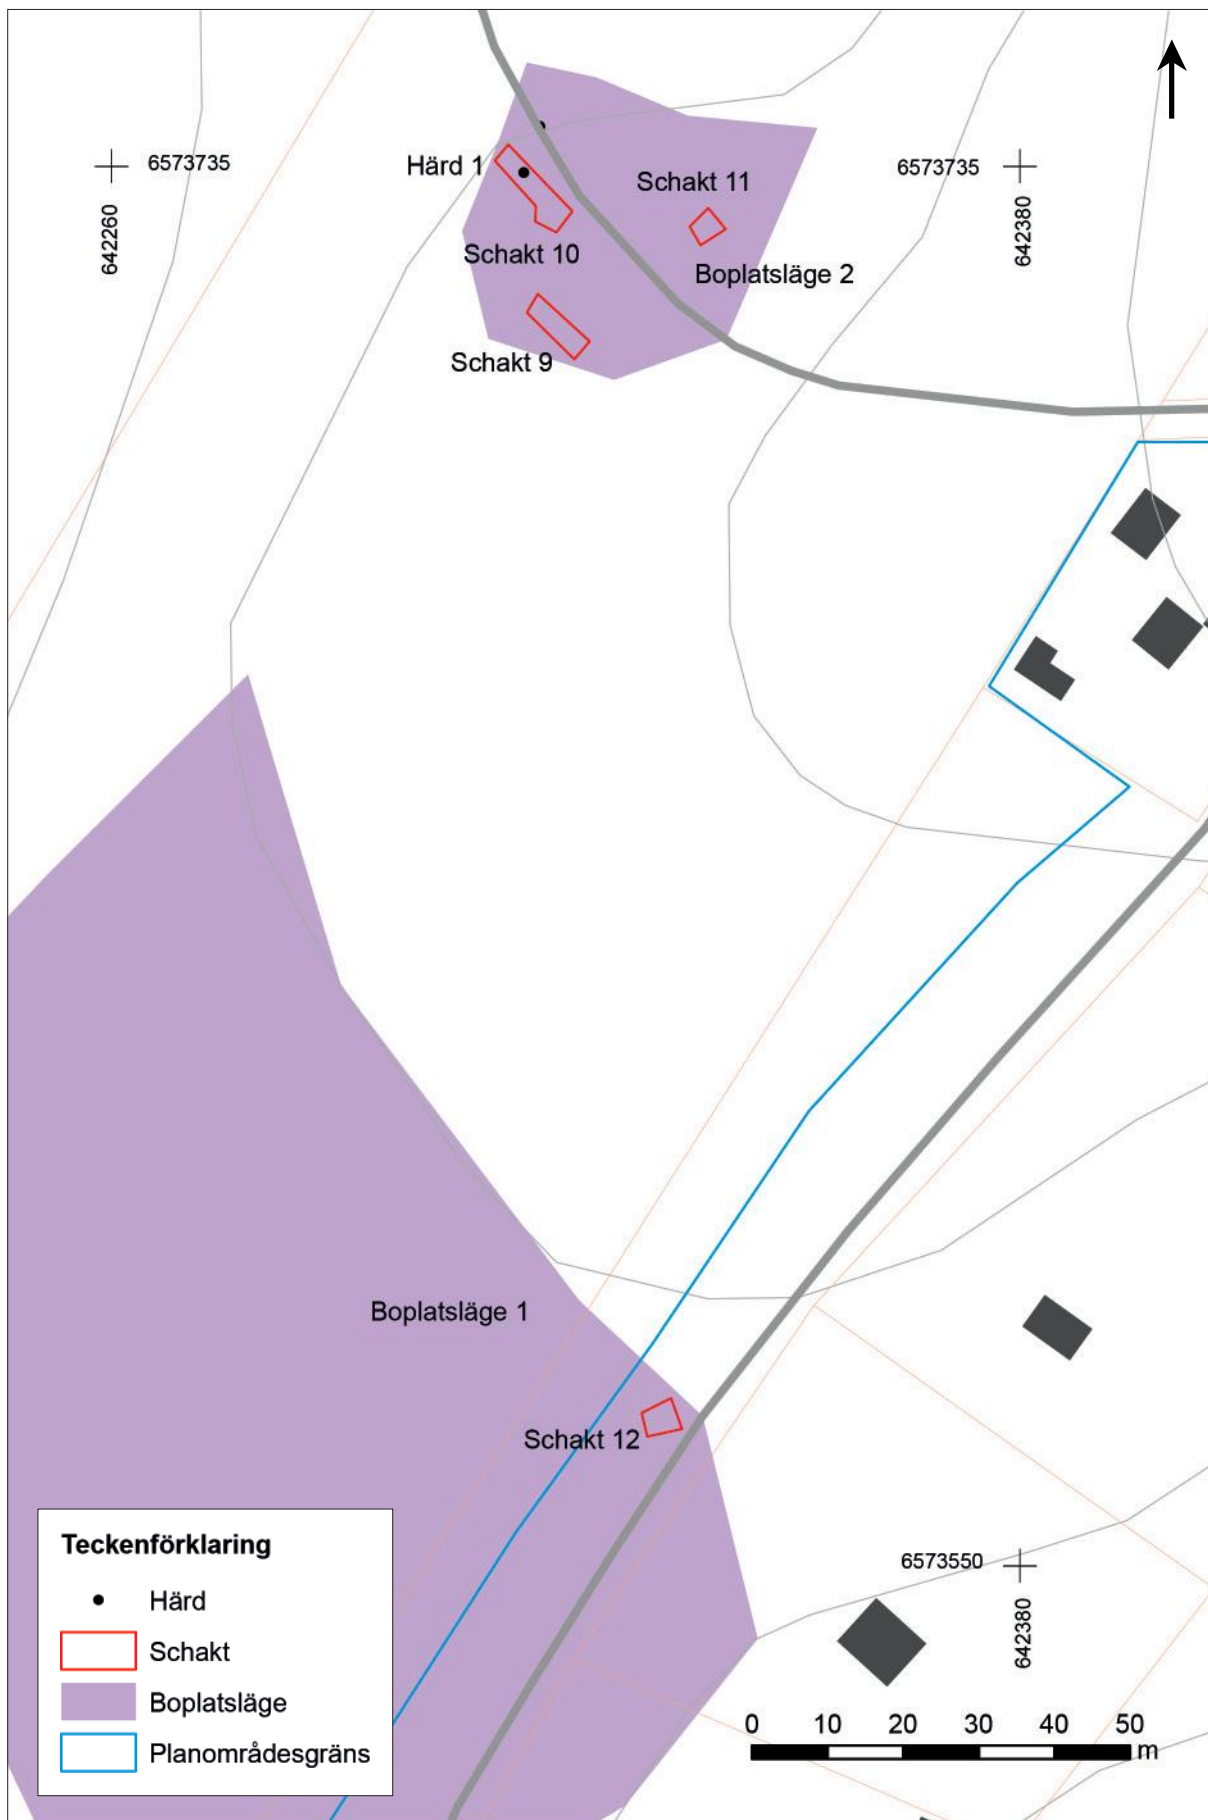 Härd 1
6573735
642260
Schakt 11
6573735
642380
Schakt 10
Boplatsläge 2
Schakt 9
Boplatsläge 1
Schakt 12
6573550
642380
Teckenförklaring
Härd
Schakt
Boplatsläge
Planområdesgräns
0 10 20 30 40 50
m